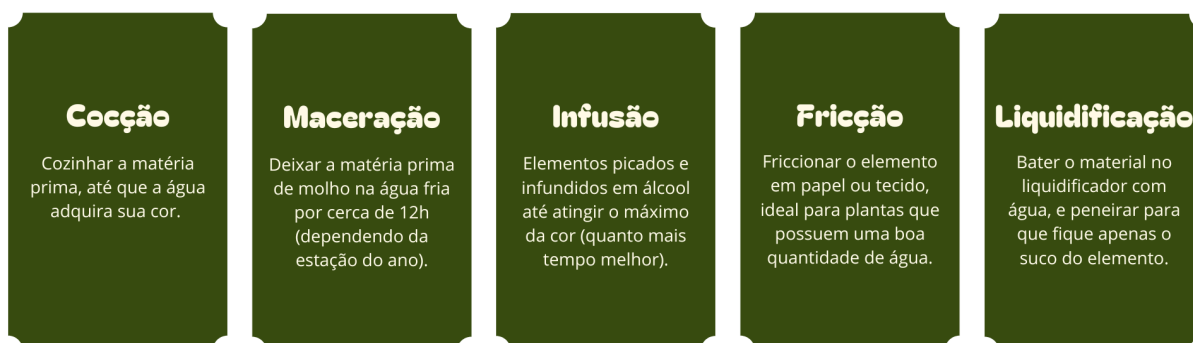 Cocção
Cozinhar a matéria
prima, até que a água
adquira sua cor.
Maceração
Deixar a matéria prima
de molho na água fria
por cerca de 12h
(dependendo da
estação do ano).
Infusão
Elementos picados e
infundidos em álcool
até atingir o máximo
da cor (quanto mais
tempo melhor).
Fricção
Friccionar o elemento
em papel ou tecido,
ideal para plantas que
possuem uma boa
quantidade de água.
Liquidificação
Bater o material no
liquidificador com
água, e peneirar para
que fique apenas o
suco do elemento.